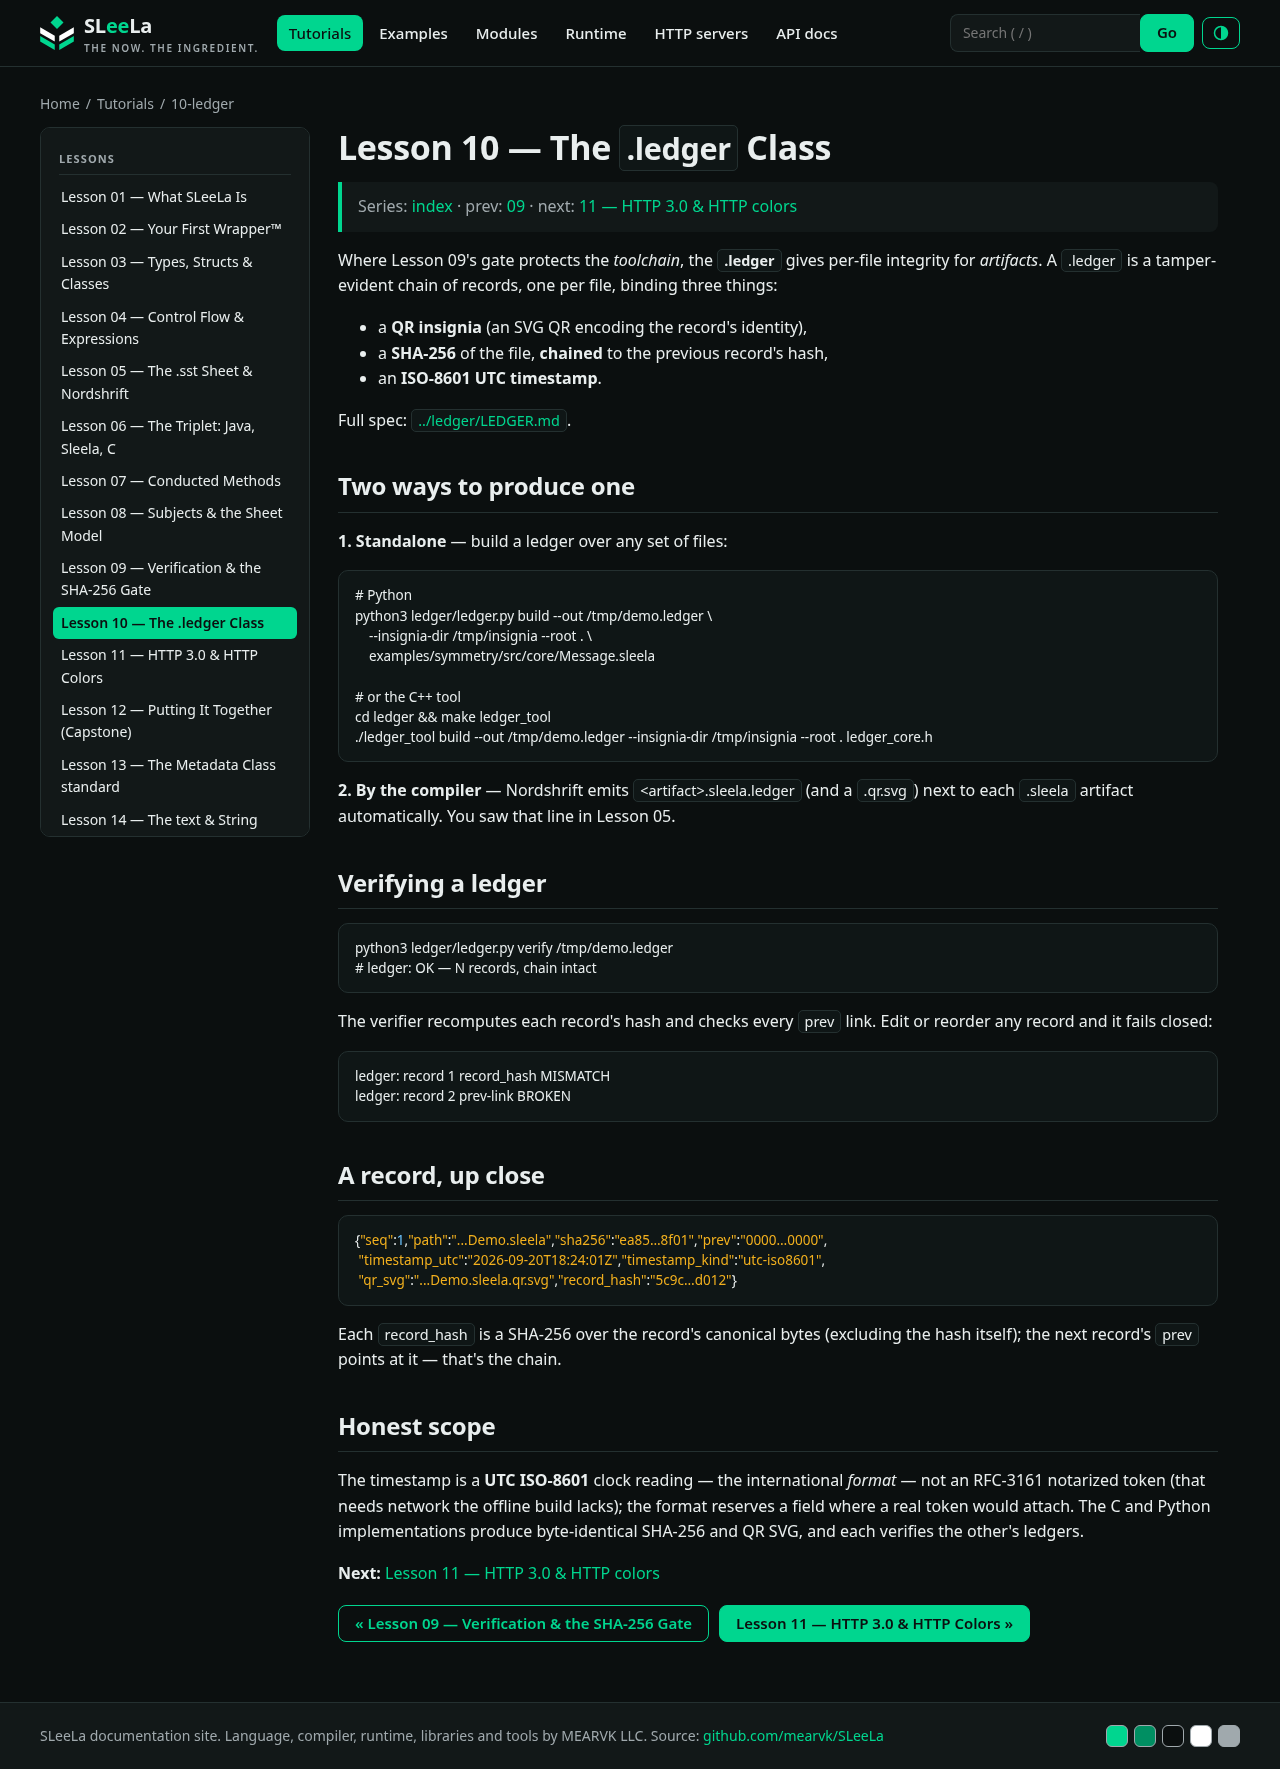 SLeeLa
THE NOW. THE INGREDIENT.
Tutorials
Examples
Modules
Runtime
HTTP servers
API docs
Search ( / )
Go
Home / Tutorials / 10-ledger
LESSONS
Lesson 01 — What SLeeLa Is
Lesson 02 — Your First Wrapper™
Lesson 03 — Types, Structs &
Classes
Lesson 04 — Control Flow &
Expressions
Lesson 05 — The .sst Sheet &
Nordshrift
Lesson 06 — The Triplet: Java,
Sleela, C
Lesson 07 — Conducted Methods
Lesson 08 — Subjects & the Sheet
Model
Lesson 09 — Verification & the
SHA-256 Gate
Lesson 10 — The .ledger Class
Lesson 11 — HTTP 3.0 & HTTP
Colors
Lesson 12 — Putting It Together
(Capstone)
Lesson 13 — The Metadata Class
standard
Lesson 14 — The text & String
Lesson 10 — The .ledger Class
Series: index · prev: 09 · next: 11 — HTTP 3.0 & HTTP colors
Where Lesson 09's gate protects the toolchain, the .ledger gives per-file integrity for artifacts. A .ledger is a tamper-
evident chain of records, one per file, binding three things:
• a QR insignia (an SVG QR encoding the record's identity),
• a SHA-256 of the file, chained to the previous record's hash,
• an ISO-8601 UTC timestamp.
Full spec: ../ledger/LEDGER.md.
Two ways to produce one
1. Standalone — build a ledger over any set of files:
# Python
python3 ledger/ledger.py build --out /tmp/demo.ledger \
--insignia-dir /tmp/insignia --root . \
examples/symmetry/src/core/Message.sleela
# or the C++ tool
cd ledger && make ledger_tool
./ledger_tool build --out /tmp/demo.ledger --insignia-dir /tmp/insignia --root . ledger_core.h
2. By the compiler — Nordshrift emits <artifact>.sleela.ledger (and a .qr.svg) next to each .sleela artifact
automatically. You saw that line in Lesson 05.
Verifying a ledger
python3 ledger/ledger.py verify /tmp/demo.ledger
# ledger: OK — N records, chain intact
The verifier recomputes each record's hash and checks every prev link. Edit or reorder any record and it fails closed:
ledger: record 1 record_hash MISMATCH
ledger: record 2 prev-link BROKEN
A record, up close
{"seq":1,"path":"...Demo.sleela","sha256":"ea85...8f01","prev":"0000...0000",
"timestamp_utc":"2026-09-20T18:24:01Z","timestamp_kind":"utc-iso8601",
"qr_svg":"...Demo.sleela.qr.svg","record_hash":"5c9c...d012"}
Each record_hash is a SHA-256 over the record's canonical bytes (excluding the hash itself); the next record's prev
points at it — that's the chain.
Honest scope
The timestamp is a UTC ISO-8601 clock reading — the international format — not an RFC-3161 notarized token (that
needs network the offline build lacks); the format reserves a field where a real token would attach. The C and Python
implementations produce byte-identical SHA-256 and QR SVG, and each verifies the other's ledgers.
Next: Lesson 11 — HTTP 3.0 & HTTP colors
« Lesson 09 — Verification & the SHA-256 Gate
Lesson 11 — HTTP 3.0 & HTTP Colors »
SLeeLa documentation site. Language, compiler, runtime, libraries and tools by MEARVK LLC. Source: github.com/mearvk/SLeeLa